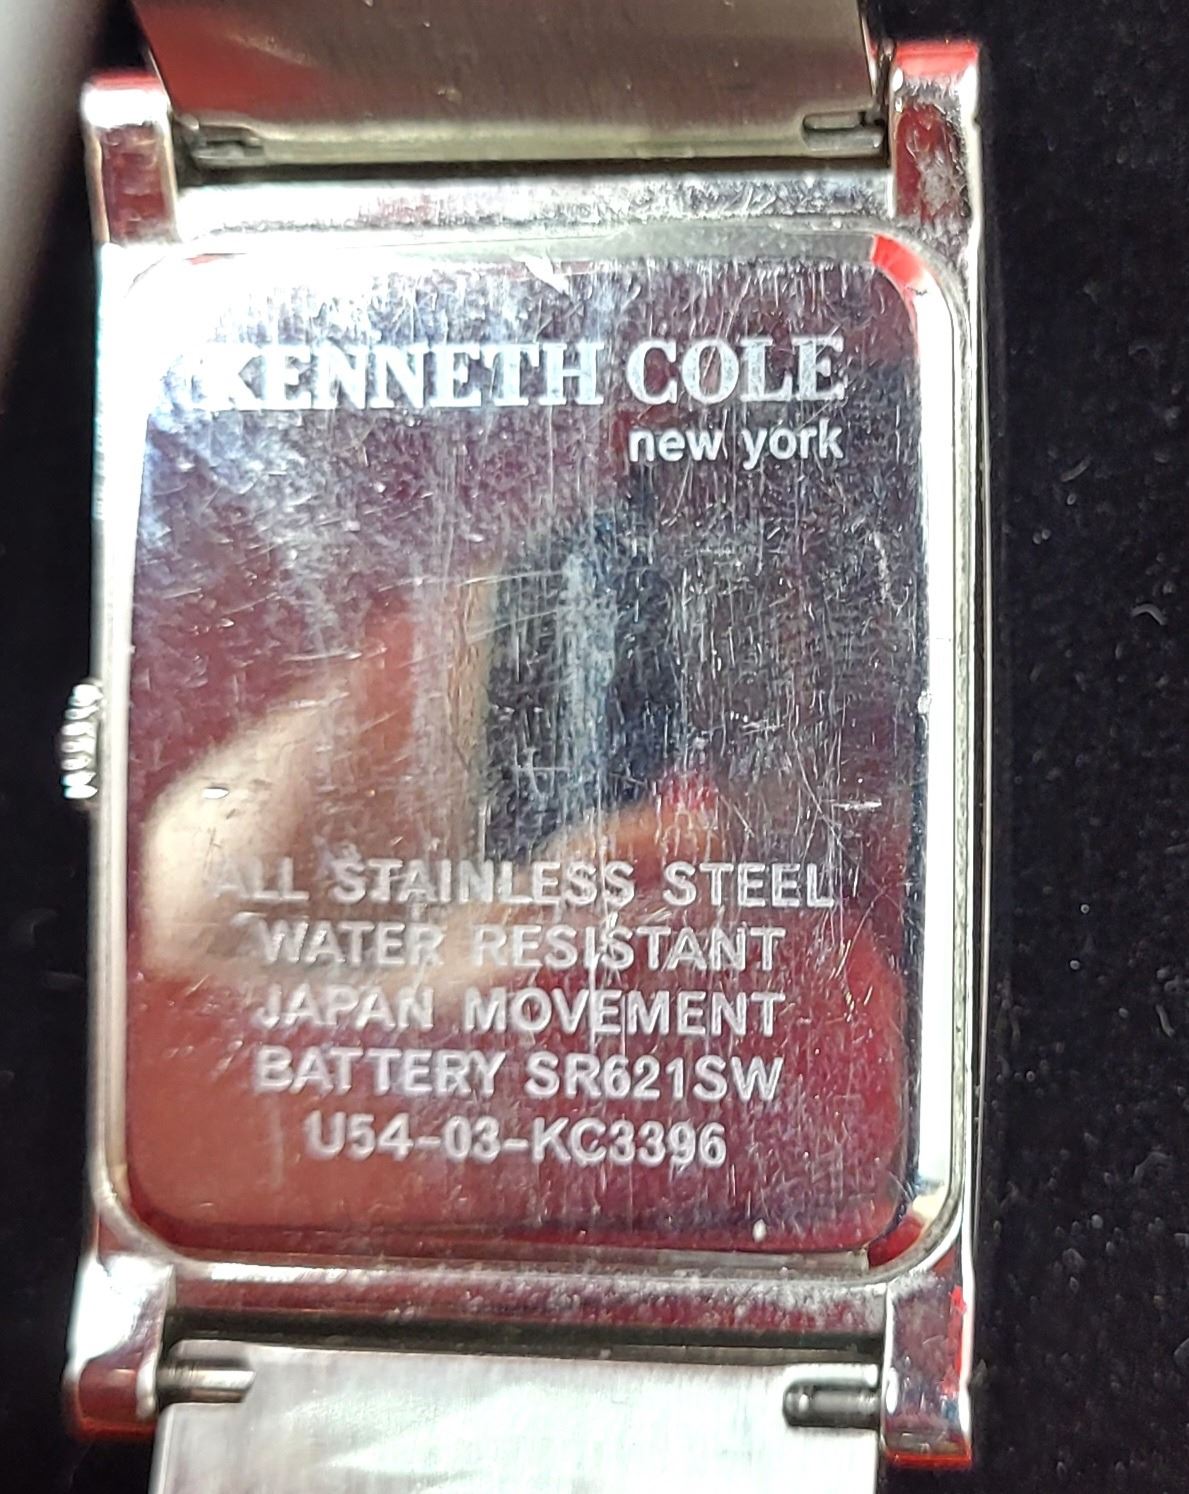 KENNETH COLE
new york
ALL STAINLESS STEEL
WATER RESISTANT
JAPAN MOVEMENT
BATTERY SR621SW
U54-03-KC3396